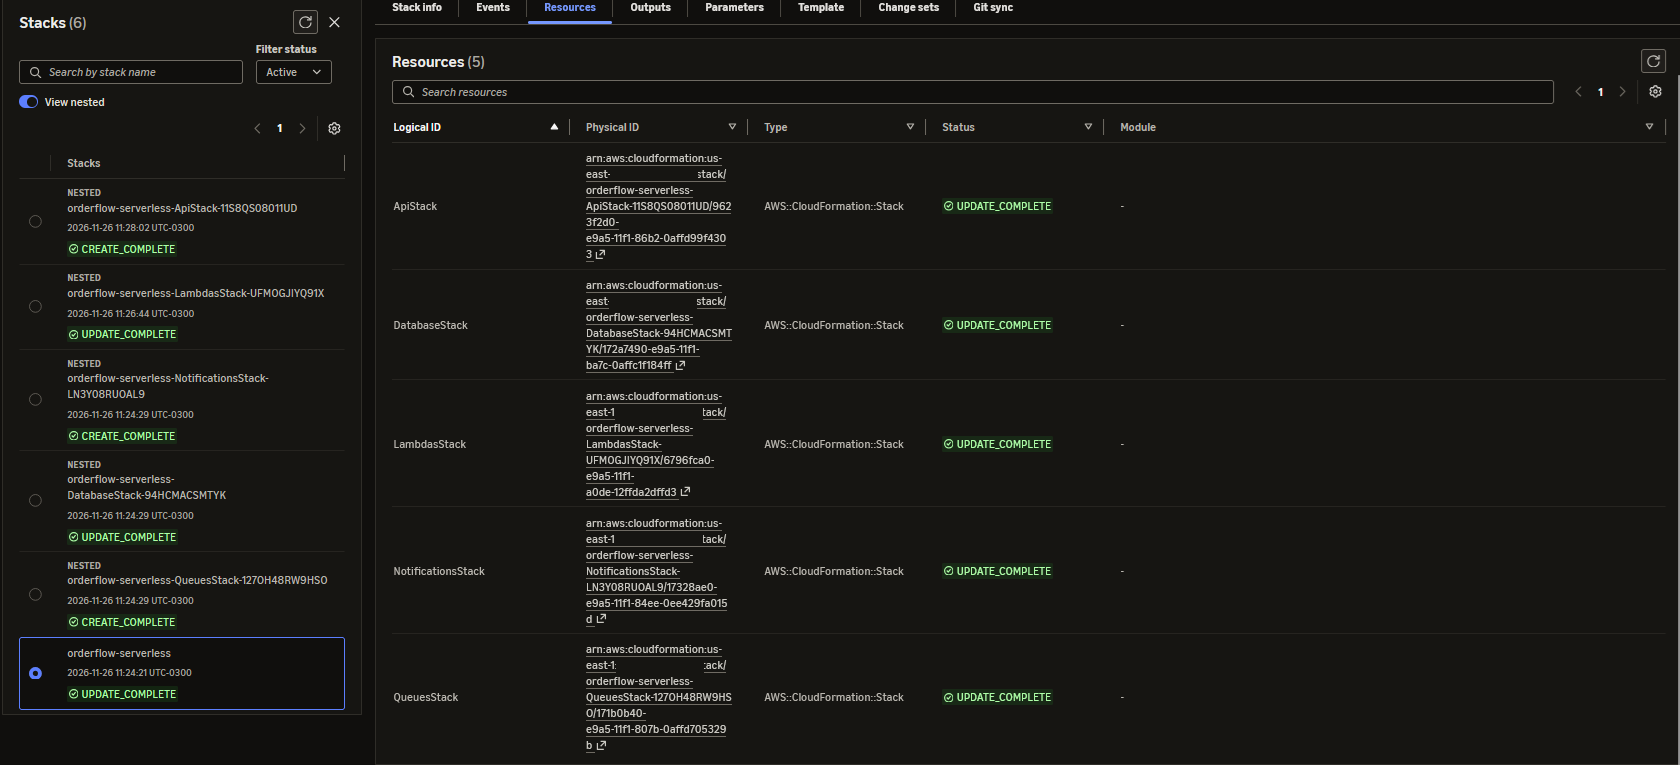 Stacks (6)
Filter status
Search by stack name
Active
View nested
1
Stacks
NESTED
orderflow-serverless-ApiStack-11S8QS08011UD
2026-11-26 11:28:02 UTC-0300
CREATE_COMPLETE
NESTED
orderflow-serverless-LambdasStack-UFMOGJIYQ91X
2026-11-26 11:26:44 UTC-0300
UPDATE_COMPLETE
NESTED
orderflow-serverless-NotificationsStack-
LN3Y08RUOAL9
2026-11-26 11:24:29 UTC-0300
CREATE_COMPLETE
NESTED
orderflow-serverless-
DatabaseStack-94HCMACSMTYK
2026-11-26 11:24:29 UTC-0300
UPDATE_COMPLETE
NESTED
orderflow-serverless-QueuesStack-127OH48RW9HSO
2026-11-26 11:24:29 UTC-0300
CREATE_COMPLETE
orderflow-serverless
2026-11-26 11:24:21 UTC-0300
UPDATE_COMPLETE
Stack info Events Resources Outputs Parameters Template Change sets Git sync
Resources (5)
Search resources
1
Logical ID Physical ID Type Status Module
arn:aws:cloudformation:us-
east- stack/
orderflow-serverless-
ApiStack-11S8QS08011UD/962
3f2d0-
e9a5-11f1-86b2-0affd99f430
3
ApiStack AWS::CloudFormation::Stack UPDATE_COMPLETE -
arn:aws:cloudformation:us-
east- stack/
orderflow-serverless-
DatabaseStack-94HCMACSMT
YK/172a7490-e9a5-11f1-
ba7c-0affc1f184ff
DatabaseStack AWS::CloudFormation::Stack UPDATE_COMPLETE -
arn:aws:cloudformation:us-
east-1 tack/
orderflow-serverless-
LambdasStack-
UFMOGJIYQ91X/6796fca0-
e9a5-11f1-
a0de-12ffda2dffd3
LambdasStack AWS::CloudFormation::Stack UPDATE_COMPLETE -
arn:aws:cloudformation:us-
east-1 tack/
orderflow-serverless-
NotificationsStack-
LN3Y08RUOAL9/17328ae0-
e9a5-11f1-84ee-0ee429fa015
d
NotificationsStack AWS::CloudFormation::Stack UPDATE_COMPLETE -
arn:aws:cloudformation:us-
east-1: :ack/
orderflow-serverless-
QueuesStack-127OH48RW9HS
O/171b0b40-
e9a5-11f1-807b-0affd705329
b
QueuesStack AWS::CloudFormation::Stack UPDATE_COMPLETE -